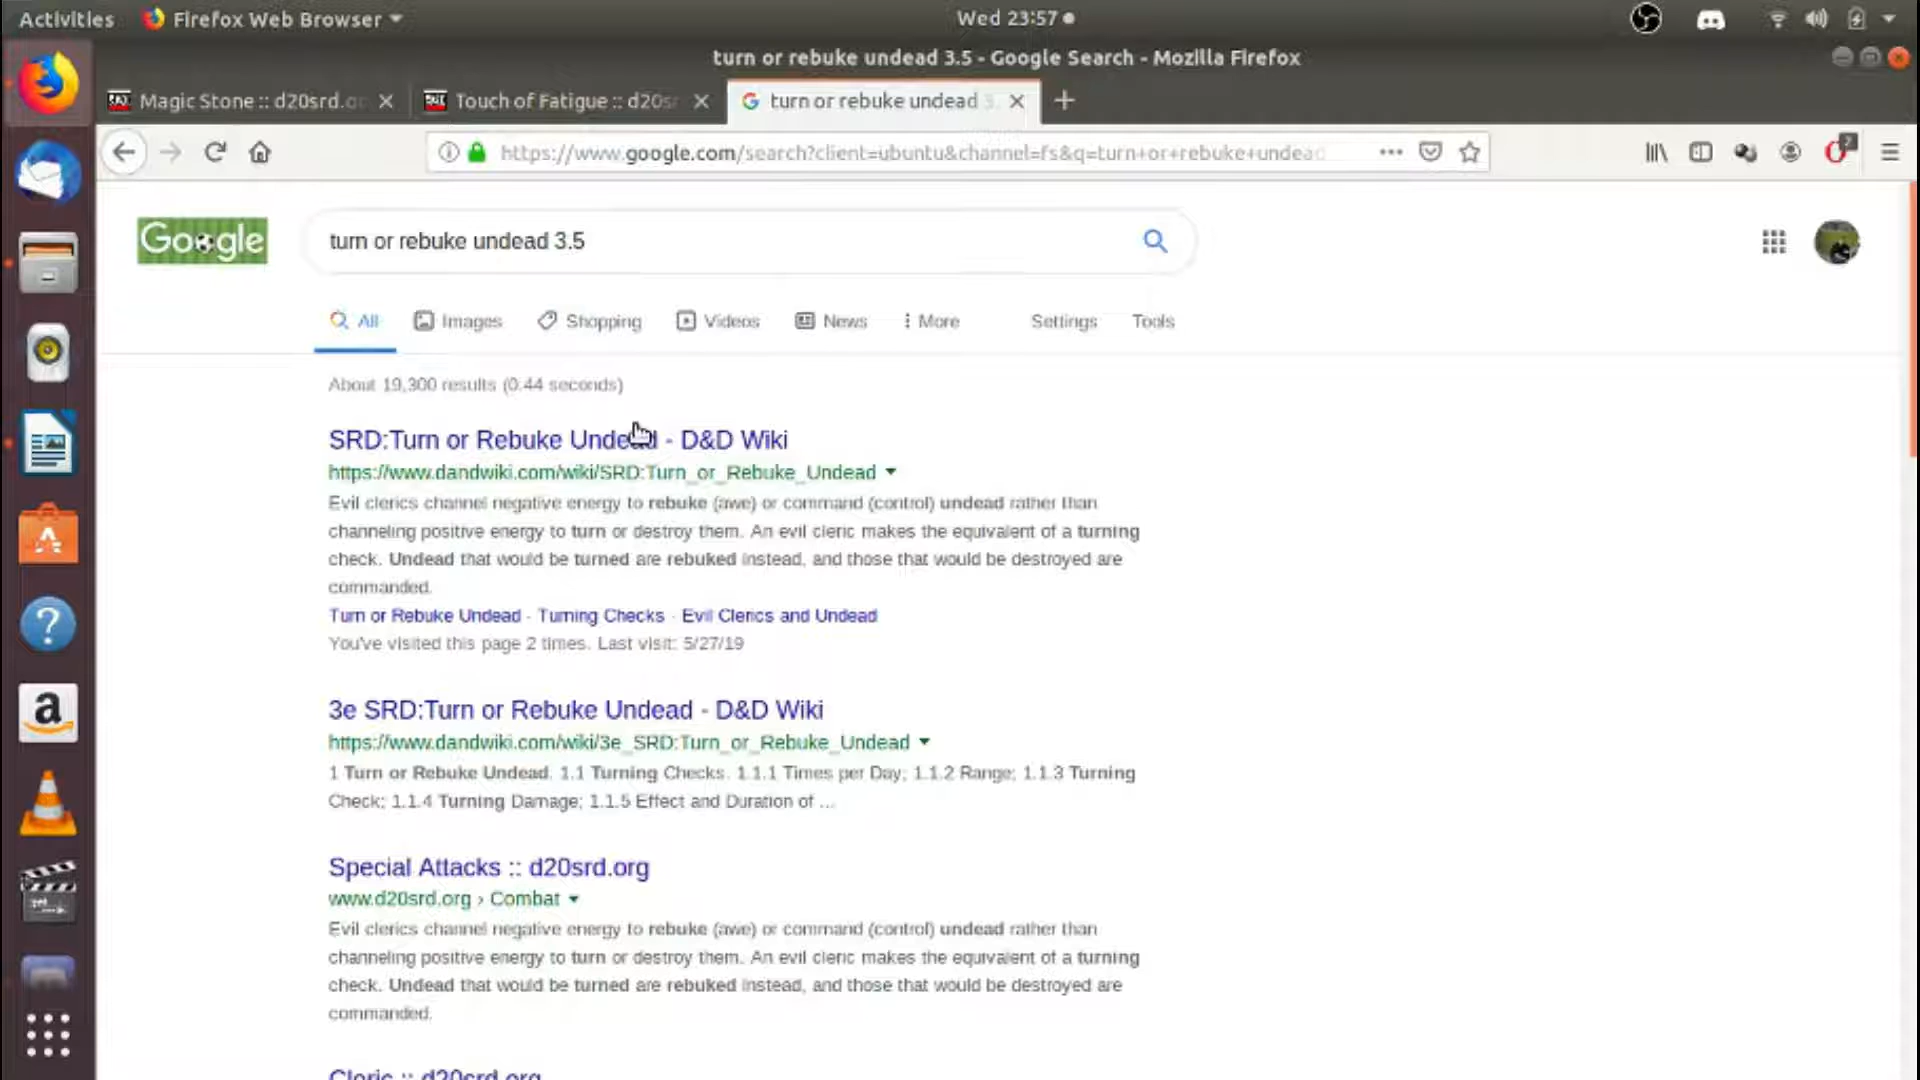 Activities Firefox Web Browser Wed 23:57
turn or rebuke undead 3.5 - Google Search - Mozilla Firefox
Magic Stone :: d20srd.o Touch of Fatigue :: d20s turn or rebuke undead 3
https://www.google.com/search?client=ubuntu&channel=fs&q=turn+or+rebuke+undead
Google turn or rebuke undead 3.5
All Images Shopping Videos News More Settings Tools
About 19,300 results (0.44 seconds)
SRD:Turn or Rebuke Undead - D&D Wiki
https://www.dandwiki.com/wiki/SRD:Turn_or_Rebuke_Undead
Evil clerics channel negative energy to rebuke (awe) or command (control) undead rather than
channeling positive energy to turn or destroy them. An evil cleric makes the equivalent of a turning
check. Undead that would be turned are rebuked instead, and those that would be destroyed are
commanded.
Turn or Rebuke Undead · Turning Checks · Evil Clerics and Undead
You've visited this page 2 times. Last visit: 5/27/19
3e SRD:Turn or Rebuke Undead - D&D Wiki
https://www.dandwiki.com/wiki/3e_SRD:Turn_or_Rebuke_Undead
1 Turn or Rebuke Undead. 1.1 Turning Checks. 1.1.1 Times per Day; 1.1.2 Range; 1.1.3 Turning
Check; 1.1.4 Turning Damage; 1.1.5 Effect and Duration of ...
Special Attacks :: d20srd.org
www.d20srd.org › Combat
Evil clerics channel negative energy to rebuke (awe) or command (control) undead rather than
channeling positive energy to turn or destroy them. An evil cleric makes the equivalent of a turning
check. Undead that would be turned are rebuked instead, and those that would be destroyed are
commanded.
Cleric :: d20srd.org